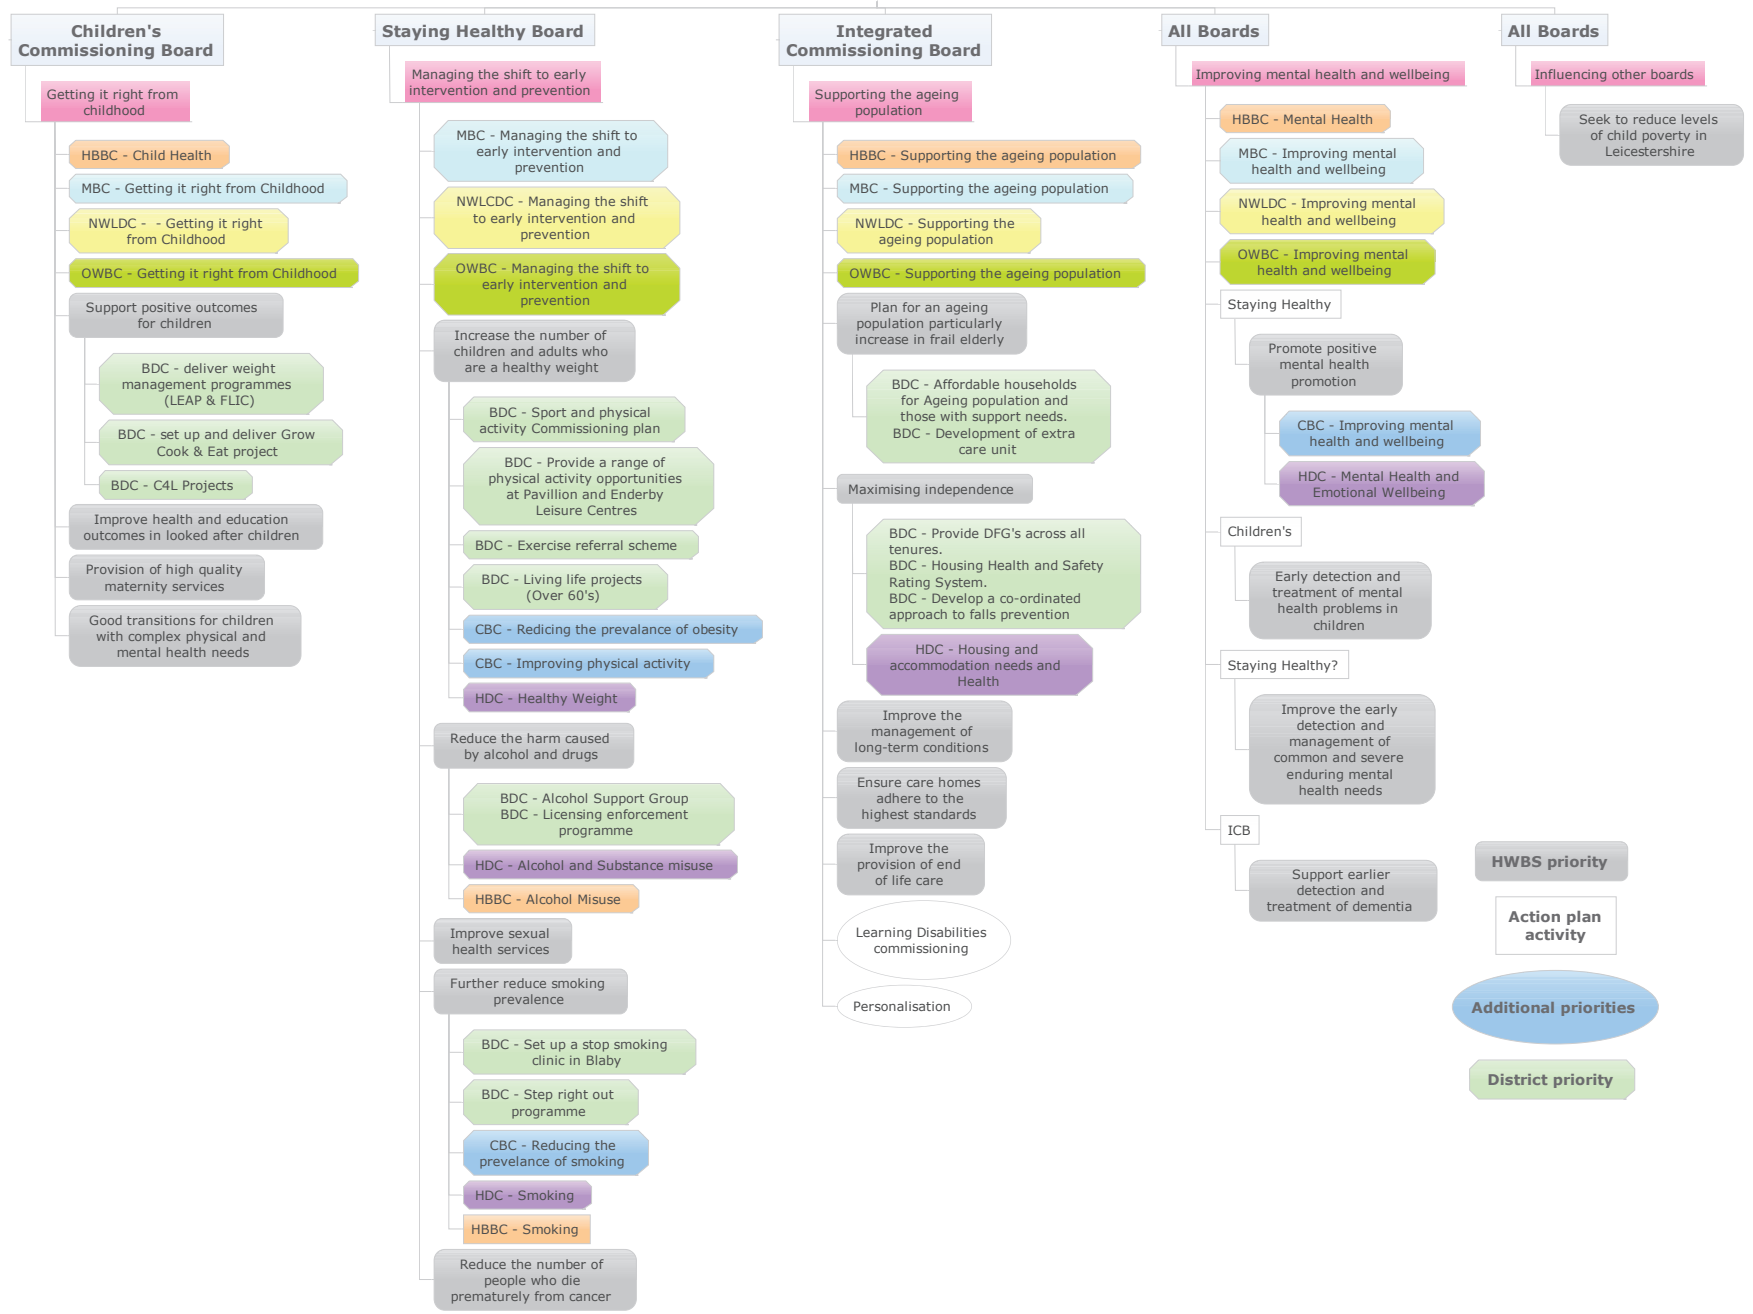 Children's
Commissioning Board
Getting it right from
childhood
HBBC - Child Health
MBC - Getting it right from Childhood
NWLDC -  - Getting it right
from Childhood
OWBC - Getting it right from Childhood
Support positive outcomes
for children
BDC - deliver weight
management programmes
(LEAP & FLIC)
BDC - set up and deliver Grow
Cook & Eat project
BDC - C4L Projects
Improve health and education
outcomes in looked after children
Provision of high quality
maternity services
Good transitions for children
with complex physical and
mental health needs
Staying Healthy Board
Managing the shift to early
intervention and prevention
MBC - Managing the shift to
early intervention and
prevention
NWLCDC - Managing the shift
to early intervention and
prevention
OWBC - Managing the shift to
early intervention and
prevention
Increase the number of
children and adults who
are a healthy weight
BDC - Sport and physical
activity Commissioning plan
BDC - Provide a range of
physical activity opportunities
at Pavillion and Enderby
Leisure Centres
BDC - Exercise referral scheme
BDC - Living life projects
(Over 60's)
CBC - Redicing the prevalance of obesity
CBC - Improving physical activity
HDC - Healthy Weight
Reduce the harm caused
by alcohol and drugs
BDC - Alcohol Support Group
BDC - Licensing enforcement
programme
HDC - Alcohol and Substance misuse
HBBC - Alcohol Misuse
Improve sexual
health services
Further reduce smoking
prevalence
BDC - Set up a stop smoking
clinic in Blaby
BDC - Step right out
programme
CBC - Reducing the
prevelance of smoking
HDC - Smoking
HBBC - Smoking
Reduce the number of
people who die
prematurely from cancer
Integrated
Commissioning Board
Supporting the ageing
population
HBBC - Supporting the ageing population
MBC - Supporting the ageing population
NWLDC - Supporting the
ageing population
OWBC - Supporting the ageing population
Plan for an ageing
population particularly
increase in frail elderly
BDC - Affordable households
for Ageing population and
those with support needs.
BDC - Development of extra
care unit
Maximising independence
BDC - Provide DFG's across all
tenures.
BDC - Housing Health and Safety
Rating System.
BDC - Develop a co-ordinated
approach to falls prevention
HDC - Housing and
accommodation needs and
Health
Improve the
management of
long-term conditions
Ensure care homes
adhere to the
highest standards
Improve the
provision of end
of life care
Learning Disabilities
commissioning
Personalisation
All Boards
Improving mental health and wellbeing
HBBC - Mental Health
MBC - Improving mental
health and wellbeing
NWLDC - Improving mental
health and wellbeing
OWBC - Improving mental
health and wellbeing
Staying Healthy
Promote positive
mental health
promotion
CBC - Improving mental
health and wellbeing
HDC - Mental Health and
Emotional Wellbeing
Children's
Early detection and
treatment of mental
health problems in
children
Staying Healthy?
Improve the early
detection and
management of
common and severe
enduring mental
health needs
ICB
Support earlier
detection and
treatment of dementia
All Boards
Influencing other boards
Seek to reduce levels
of child poverty in
Leicestershire
HWBS priority
Action plan
activity
Additional priorities
District priority